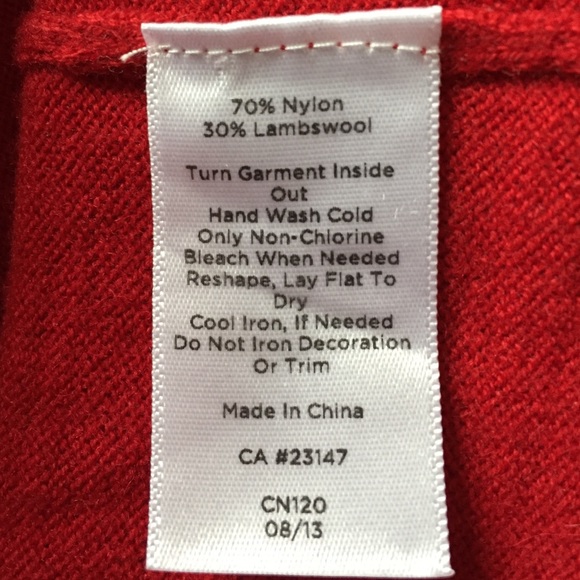 70% Nylon
30% Lambswool
Turn Garment Inside
Out
Hand Wash Cold
Only Non-Chlorine
Bleach When Needed
Reshape, Lay Flat To
Dry
Cool Iron, If Needed
Do Not Iron Decoration
Or Trim
Made In China
CA #23147
CN120
08/13